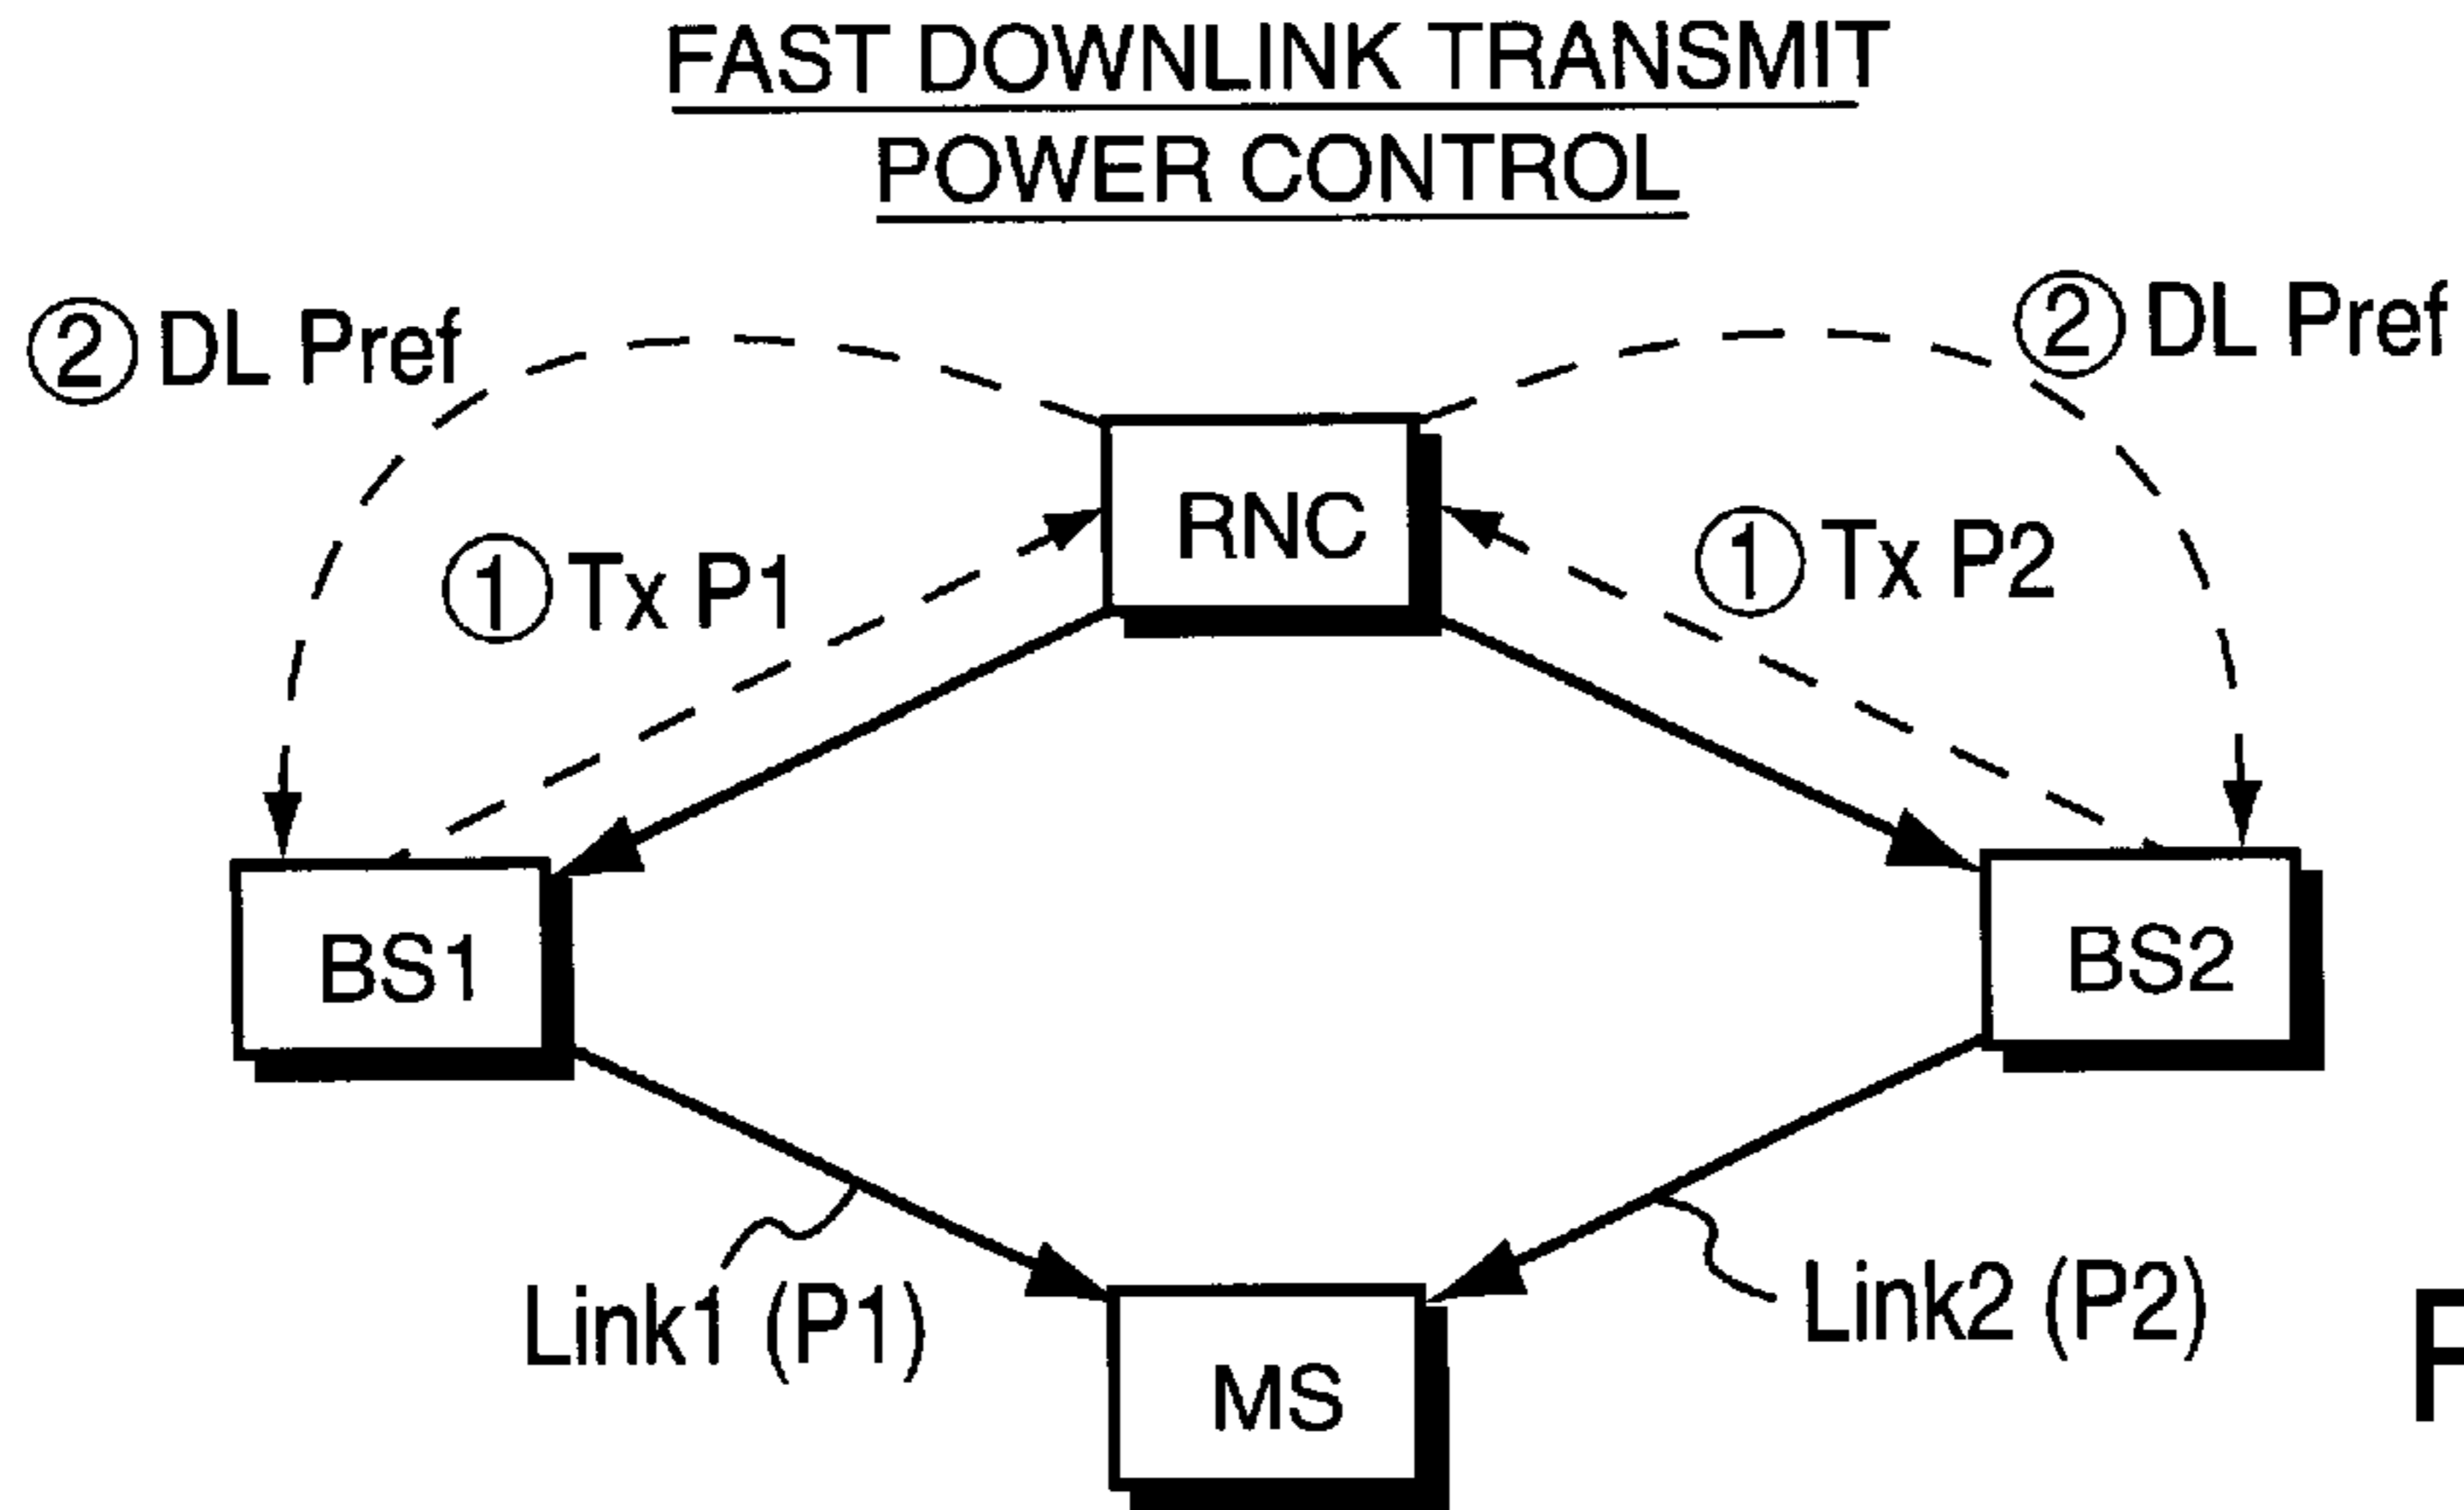 FAST DOWNLINK TRANSMIT
POWER CONTROL
② DL Pref
② DL Pref
RNC
① Tx P1
① Tx P2
BS1
BS2
Link1 (P1)
Link2 (P2)
MS